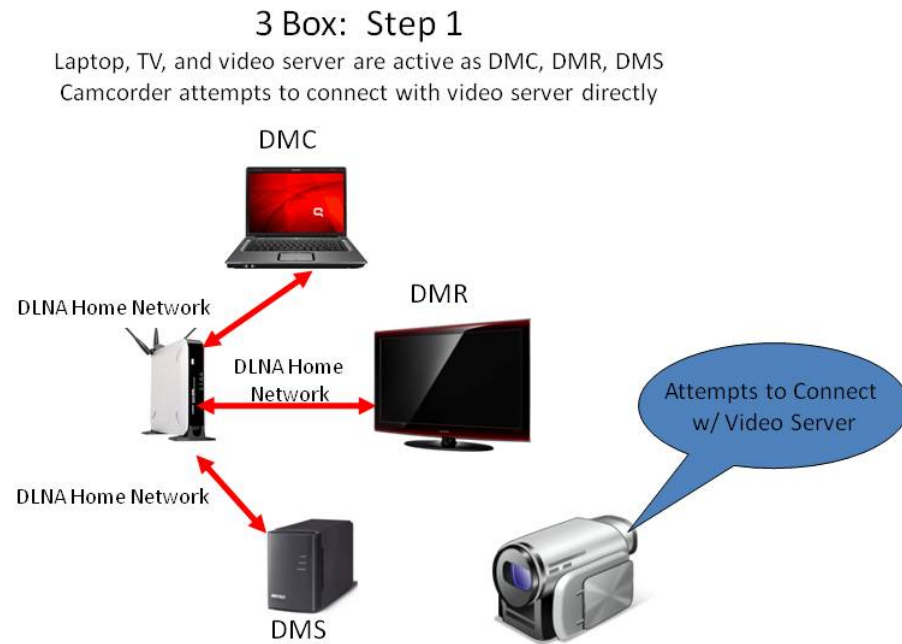 3 Box:  Step 1
Laptop, TV, and video server are active as DMC, DMR, DMS
Camcorder attempts to connect with video server directly
DMC
DLNA Home Network
DMR
DLNA Home
Network
Attempts to Connect
w/ Video Server
DLNA Home Network
DMS